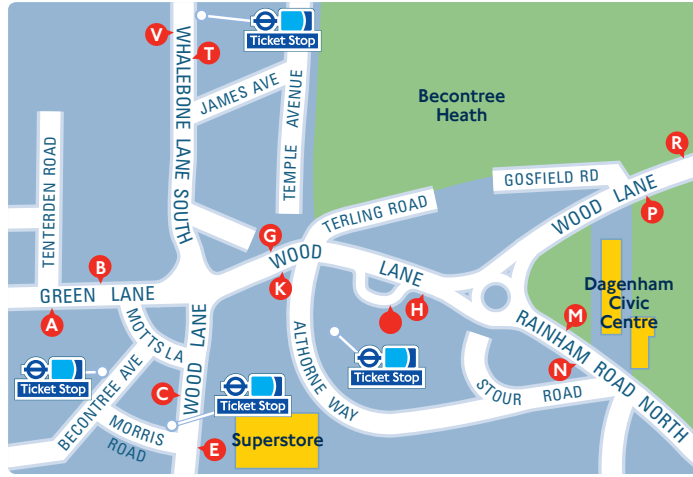 V
T
Ticket Stop
WHALEBONE LANE SOUTH
JAMES AVE
TEMPLE AVENUE
Becontree
Heath
R
GOSFIELD RD
WOOD LANE
P
TENTERDEN ROAD
TERLING ROAD
G
WOOD LANE
K
H
B
GREEN LANE
A
Dagenham
Civic
Centre
M
RAINHAM ROAD NORTH
N
MOTTS LA
WOOD LANE
ALTHORNE WAY
Ticket Stop
Ticket Stop
BECONTREE AVE
C
Ticket Stop
STOUR ROAD
MORRIS
ROAD
E
Superstore